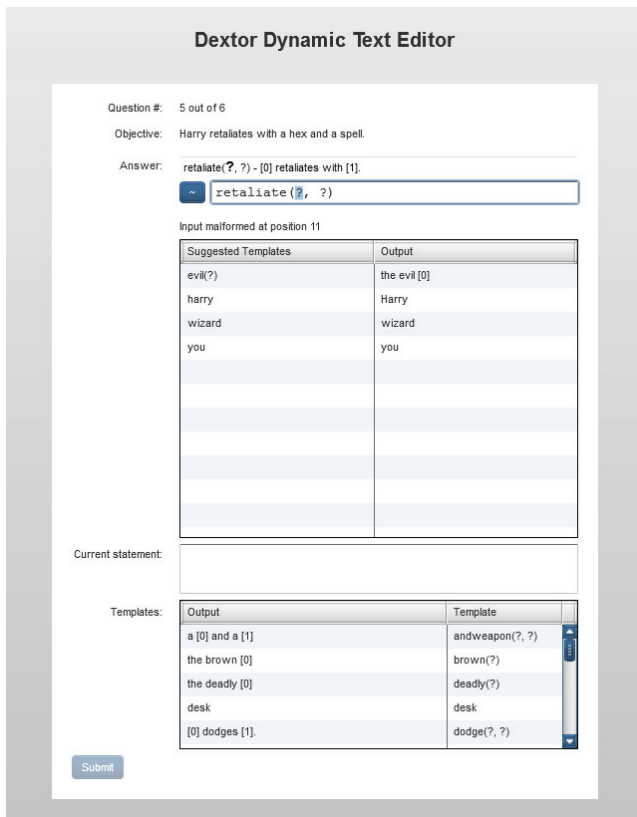 Dextor Dynamic Text Editor
Question #: 5 out of 6
Objective: Harry retaliates with a hex and a spell.
Answer: retaliate(?, ?) - [0] retaliates with [1].
~ retaliate(?, ?)
Input malformed at position 11
Suggested Templates Output
evil(?) the evil [0]
harry Harry
wizard wizard
you you
Current statement:
Templates: Output Template
a [0] and a [1] andweapon(?, ?)
the brown [0] brown(?)
the deadly [0] deadly(?)
desk desk
[0] dodges [1]. dodge(?, ?)
Submit